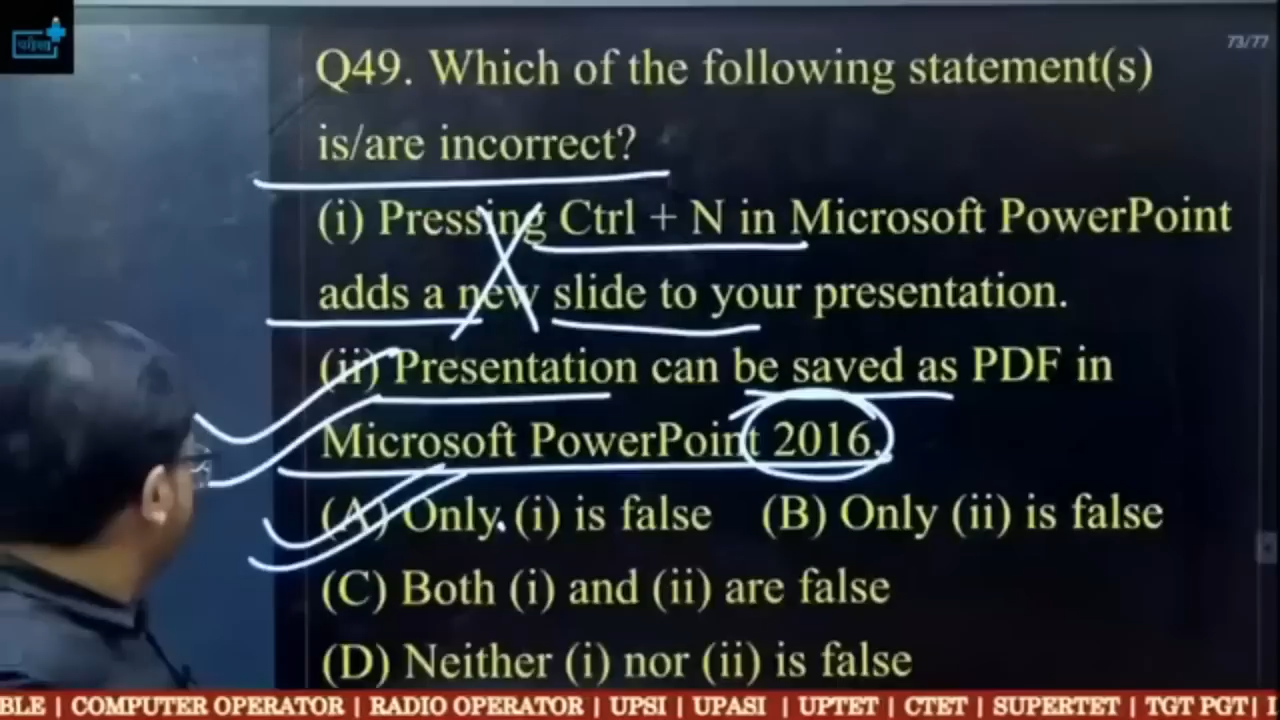 परीक्षा
73/77
Q49. Which of the following statement(s)
is/are incorrect?
(i) Pressing Ctrl + N in Microsoft PowerPoint
adds a new slide to your presentation.
(ii) Presentation can be saved as PDF in
Microsoft PowerPoint 2016.
(A) Only (i) is false (B) Only (ii) is false
(C) Both (i) and (ii) are false
(D) Neither (i) nor (ii) is false
BLE | COMPUTER OPERATOR | RADIO OPERATOR | UPSI | UPASI | UPTET | CTET | SUPERTET | TGT PGT |